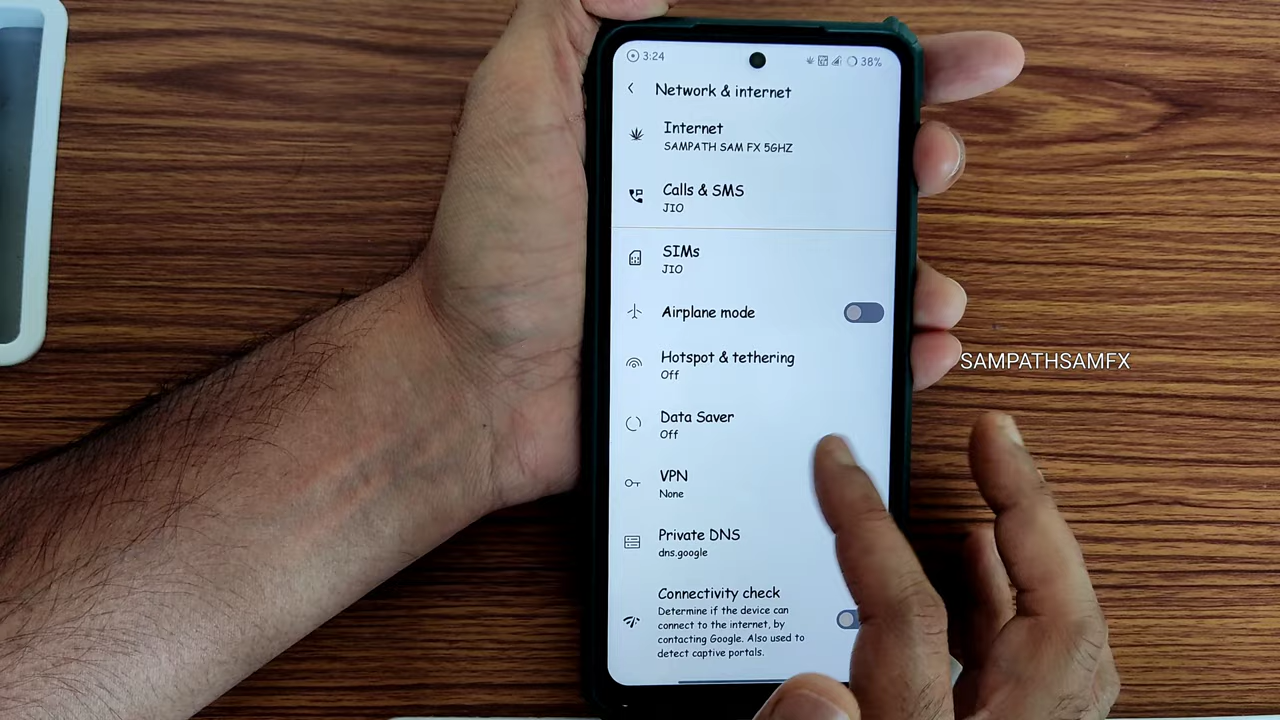 3:24
38%
Network & internet
Internet
SAMPATH SAM FX 5GHZ
Calls & SMS
JIO
SIMs
JIO
Airplane mode
Hotspot & tethering
Off
Data Saver
Off
SAMPATHSAMFX
VPN
None
Private DNS
dns.google
Connectivity check
Determine if the device can
connect to the internet, by
contacting Google. Also used to
detect captive portals.